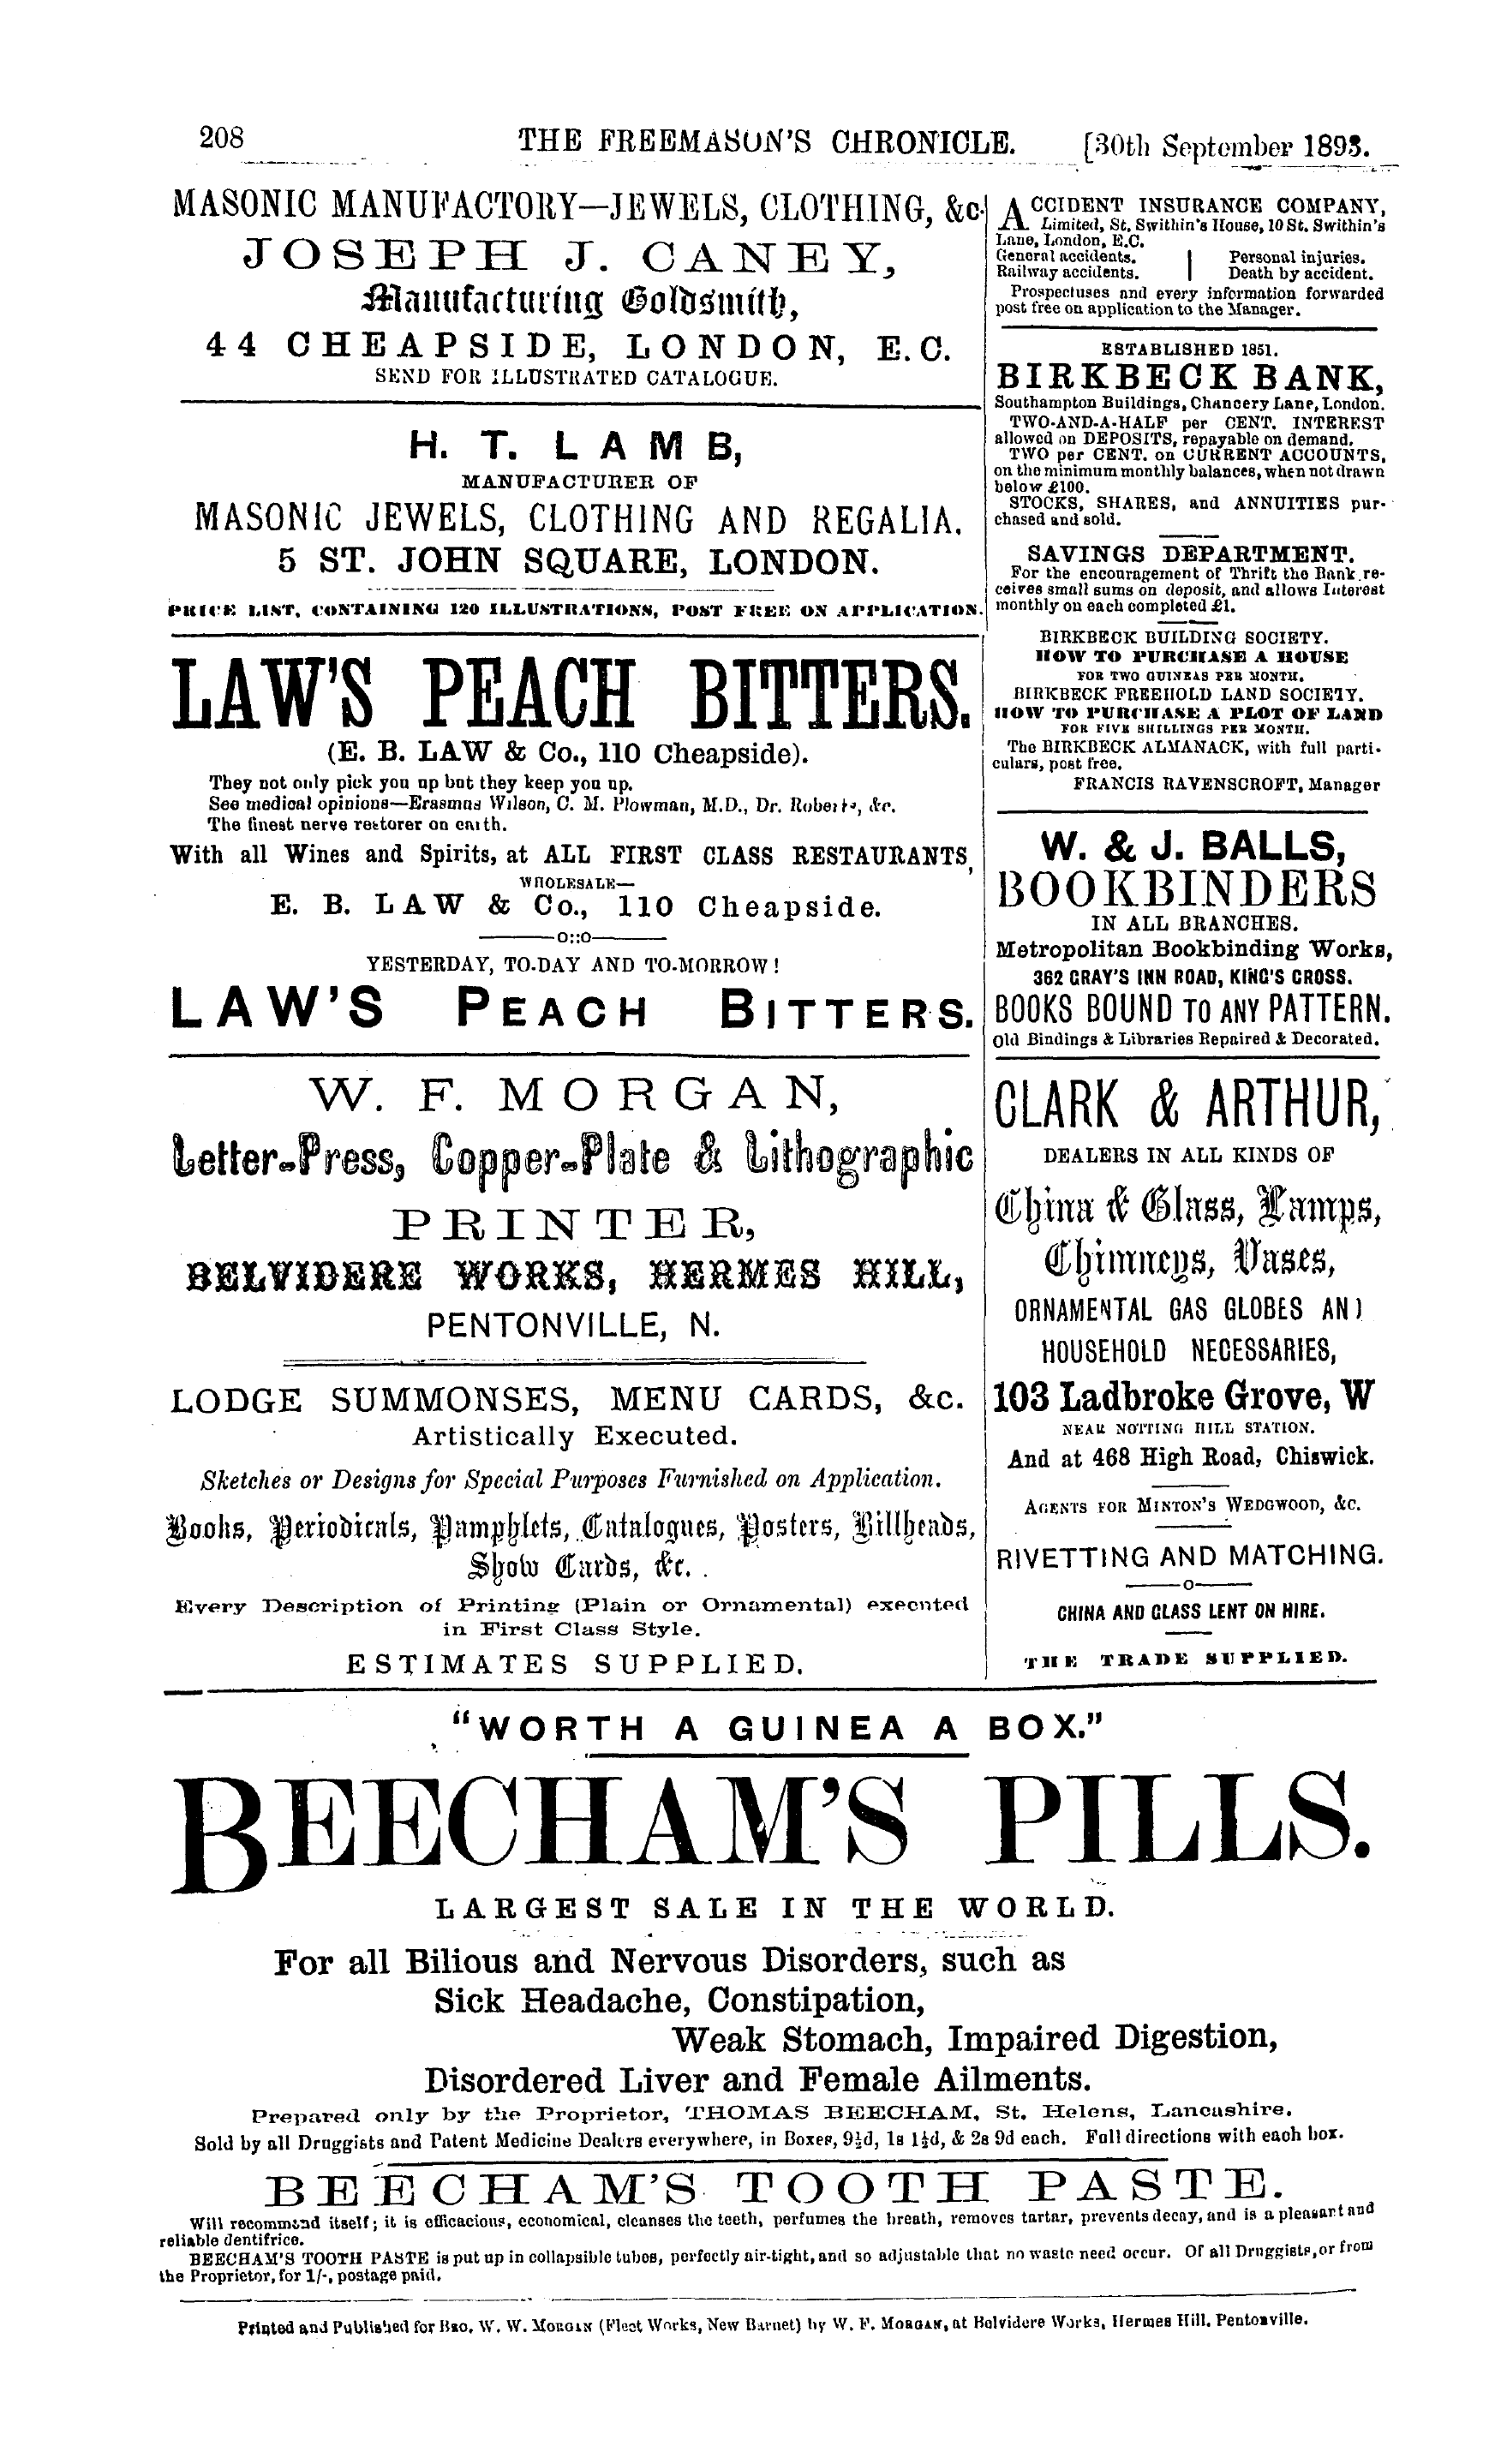 208
THE FREEMASON'S CHRONICLE.
[30th September 1893.
MASONIC MANUFACTORY—JEWELS, CLOTHING, &c.
JOSEPH J. CANEY,
Manufacturing Goldsmith,
44 CHEAPSIDE, LONDON, E.C.
SEND FOR ILLUSTRATED CATALOGUE.
H. T. LAMB,
MANUFACTURER OF
MASONIC JEWELS, CLOTHING AND REGALIA.
5 ST. JOHN SQUARE, LONDON.
PRICE LIST, CONTAINING 120 ILLUSTRATIONS, POST FREE ON APPLICATION.
LAW'S PEACH BITTERS.
(E. B. LAW & Co., 110 Cheapside).
They not only pick you up but they keep you up.
See medical opinions—Erasmus Wilson, C. M. Plowman, M.D., Dr. Roberts, &c.
The finest nerve restorer on earth.
With all Wines and Spirits, at ALL FIRST CLASS RESTAURANTS,
WHOLESALE—
E. B. LAW & Co., 110 Cheapside.
o::o
YESTERDAY, TO-DAY AND TO-MORROW!
LAW'S PEACH BITTERS.
W. F. MORGAN,
Letter-Press, Copper-Plate & Lithographic
PRINTER,
BELVIDERE WORKS, HERMES HILL,
PENTONVILLE, N.
LODGE SUMMONSES, MENU CARDS, &c.
Artistically Executed.
Sketches or Designs for Special Purposes Furnished on Application.
Books, Periodicals, Pamphlets, Catalogues, Posters, Billheads,
Show Cards, &c.
Every Description of Printing (Plain or Ornamental) executed
in First Class Style.
ESTIMATES SUPPLIED.
ACCIDENT INSURANCE COMPANY,
Limited, St. Swithin's House, 10 St. Swithin's
Lane, London, E.C.
General accidents. | Personal injuries.
Railway accidents. | Death by accident.
Prospectuses and every information forwarded
post free on application to the Manager.
ESTABLISHED 1851.
BIRKBECK BANK,
Southampton Buildings, Chancery Lane, London.
TWO-AND-A-HALF per CENT. INTEREST
allowed on DEPOSITS, repayable on demand.
TWO per CENT. on CURRENT ACCOUNTS,
on the minimum monthly balances, when not drawn
below £100.
STOCKS, SHARES, and ANNUITIES pur-
chased and sold.
SAVINGS DEPARTMENT.
For the encouragement of Thrift the Bank re-
ceives small sums on deposit, and allows Interest
monthly on each completed £1.
BIRKBECK BUILDING SOCIETY.
HOW TO PURCHASE A HOUSE
FOR TWO GUINEAS PER MONTH.
BIRKBECK FREEHOLD LAND SOCIETY.
HOW TO PURCHASE A PLOT OF LAND
FOR FIVE SHILLINGS PER MONTH.
The BIRKBECK ALMANACK, with full parti-
culars, post free.
FRANCIS RAVENSCROFT, Manager
W. & J. BALLS,
BOOKBINDERS
IN ALL BRANCHES.
Metropolitan Bookbinding Works,
362 GRAY'S INN ROAD, KING'S CROSS.
BOOKS BOUND TO ANY PATTERN.
Old Bindings & Libraries Repaired & Decorated.
CLARK & ARTHUR,
DEALERS IN ALL KINDS OF
China & Glass, Lamps,
Chimneys, Vases,
ORNAMENTAL GAS GLOBES AND
HOUSEHOLD NECESSARIES,
103 Ladbroke Grove, W
NEAR NOTTING HILL STATION.
And at 468 High Road, Chiswick.
AGENTS FOR MINTON'S WEDGWOOD, &c.
RIVETTING AND MATCHING.
o
CHINA AND GLASS LENT ON HIRE.
THE TRADE SUPPLIED.
"WORTH A GUINEA A BOX."
BEECHAM'S PILLS.
LARGEST SALE IN THE WORLD.
For all Bilious and Nervous Disorders, such as
Sick Headache, Constipation,
Weak Stomach, Impaired Digestion,
Disordered Liver and Female Ailments.
Prepared only by the Proprietor, THOMAS BEECHAM, St. Helens, Lancashire.
Sold by all Druggists and Patent Medicine Dealers everywhere, in Boxes, 9½d, 1s 1½d, & 2s 9d each. Full directions with each box.
BEECHAM'S TOOTH PASTE.
Will recommend itself; it is efficacious, economical, cleanses the teeth, perfumes the breath, removes tartar, prevents decay, and is a pleasant and
reliable dentifrice.
BEECHAM'S TOOTH PASTE is put up in collapsible tubes, perfectly air-tight, and so adjustable that no waste need occur. Of all Druggists, or from
the Proprietor, for 1/-, postage paid.
Printed and Published for Bro. W. W. MORGAN (Fleet Works, New Barnet) by W. F. MORGAN, at Belvidere Works, Hermes Hill, Pentonville.